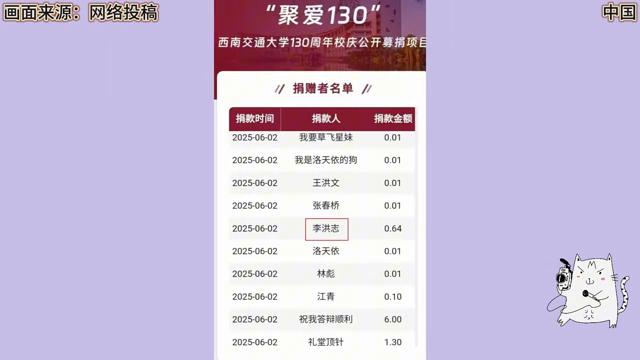 画面来源：网络投稿
中国
“聚爱130”
西南交通大学130周年校庆公开募捐项目
捐赠者名单
捐款时间 捐款人 捐款金额
2025-06-02 我要草飞星妹 0.01
2025-06-02 我是洛天依的狗 0.01
2025-06-02 王洪文 0.01
2025-06-02 张春桥 0.01
2025-06-02 李洪志 0.64
2025-06-02 洛天依 0.01
2025-06-02 林彪 0.01
2025-06-02 江青 0.10
2025-06-02 祝我答辩顺利 6.00
2025-06-02 礼堂顶针 1.30